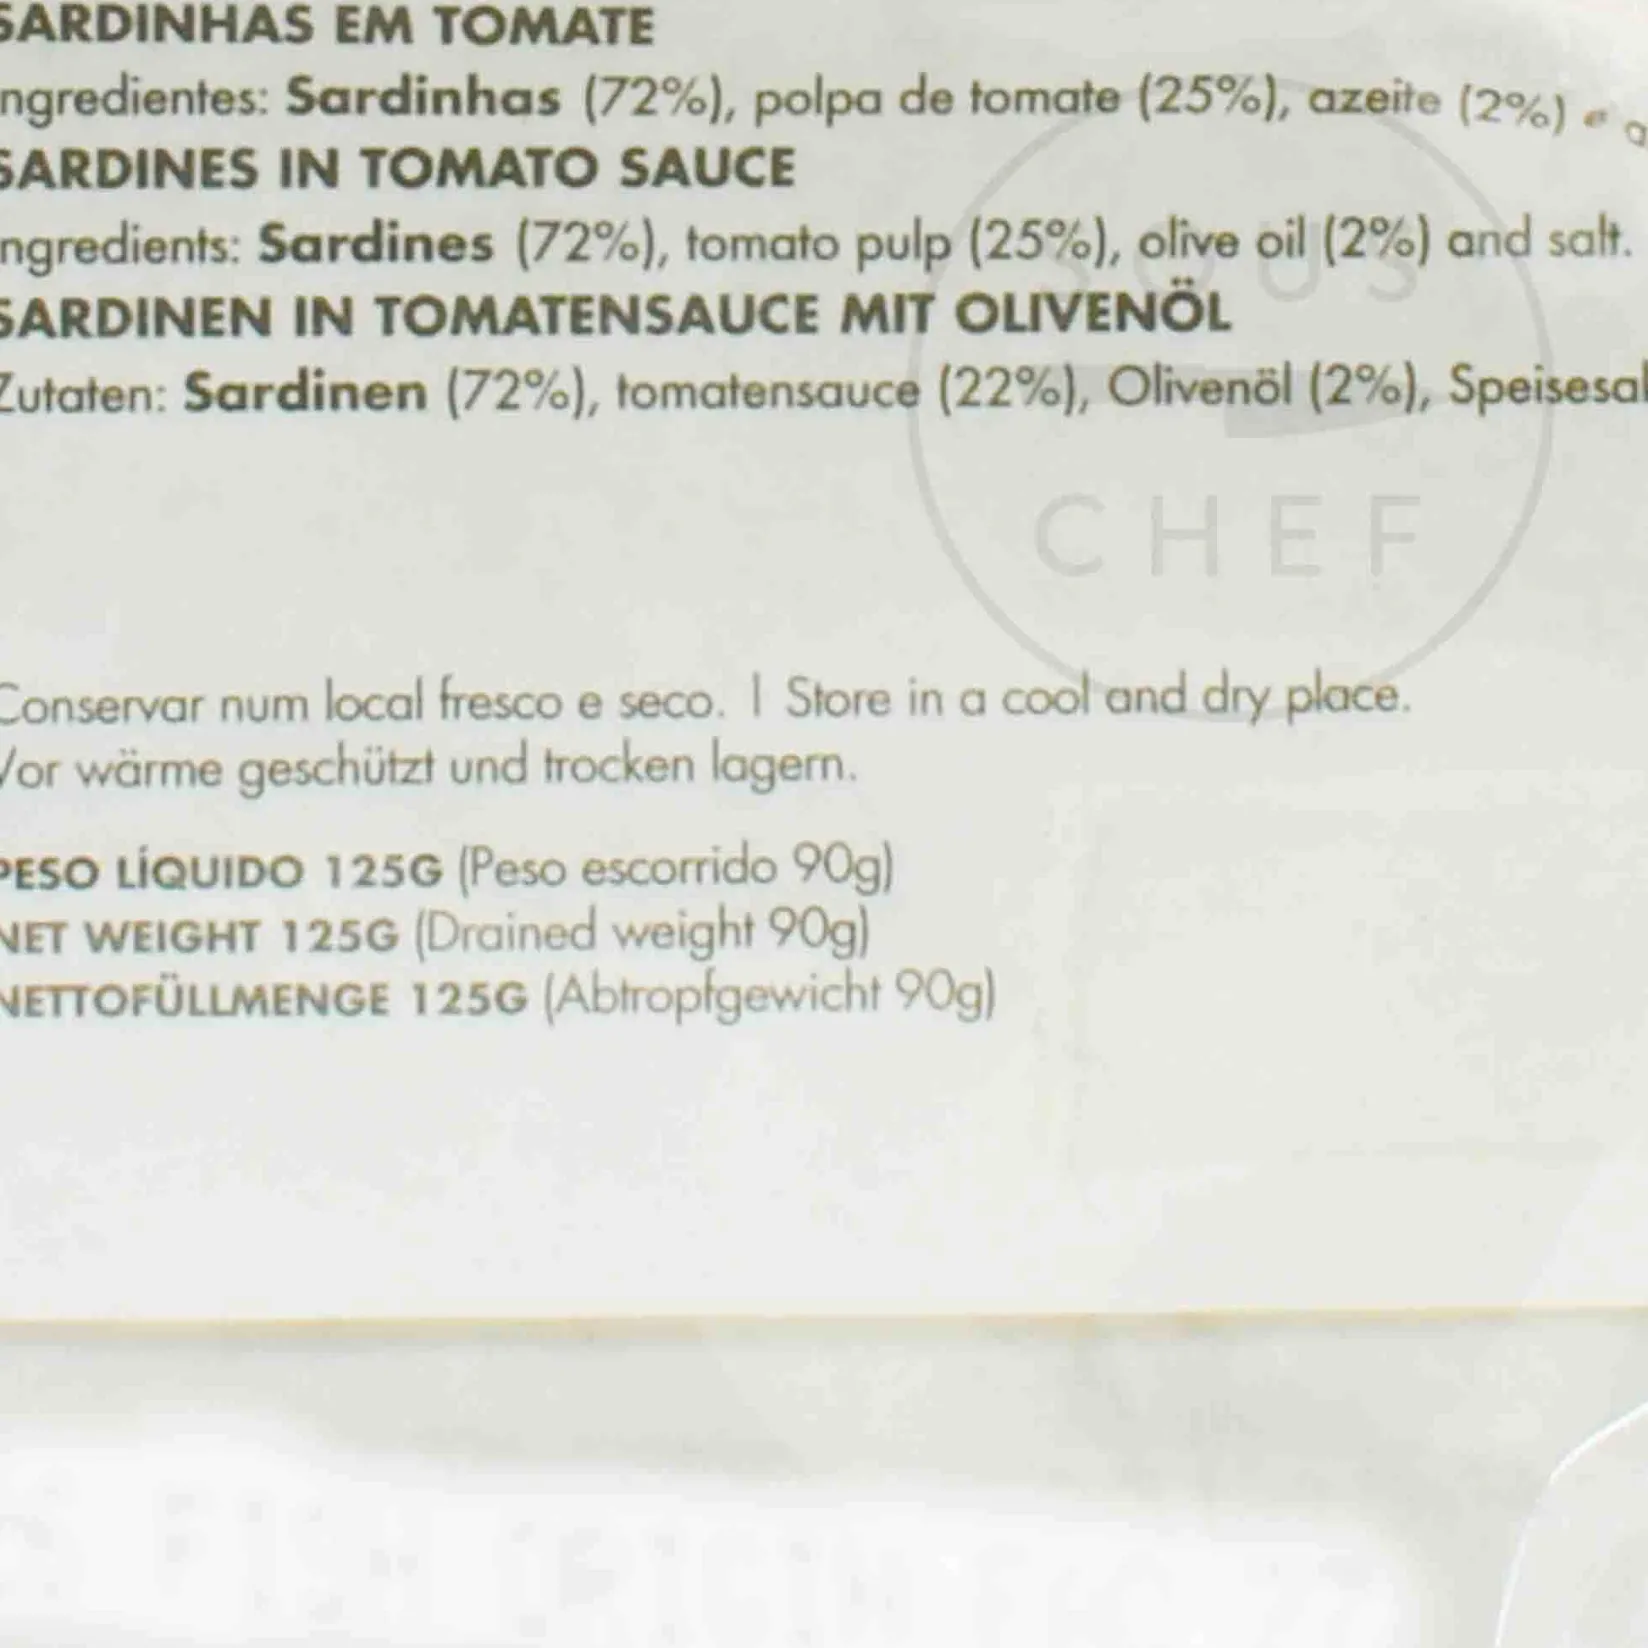 SARDINHAS EM TOMATE
ngredientes: Sardinhas (72%), polpa de tomate (25%), azeite (2%) e
SARDINES IN TOMATO SAUCE
ngredients: Sardines (72%), tomato pulp (25%), olive oil (2%) and salt.
SARDINEN IN TOMATENSAUCE MIT OLIVENÖL
Zutaten: Sardinen (72%), tomatensauce (22%), Olivenöl (2%), Speisesal
SOUS
CHEF
Conservar num local fresco e seco. | Store in a cool and dry place.
Vor wärme geschützt und trocken lagern.
PESO LÍQUIDO 125G (Peso escorrido 90g)
NET WEIGHT 125G (Drained weight 90g)
NETTOFÜLLMENGE 125G (Abtropfgewicht 90g)